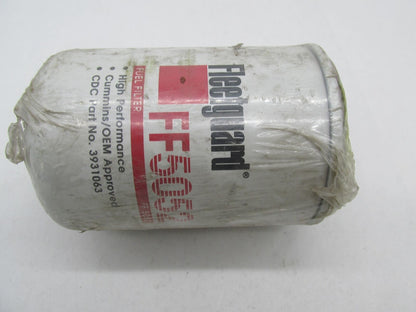 Fleetguard®
FUEL FILTER
FF5052
• High Performance
• Cummins/OEM Approved
• CDC Part No. 3931063